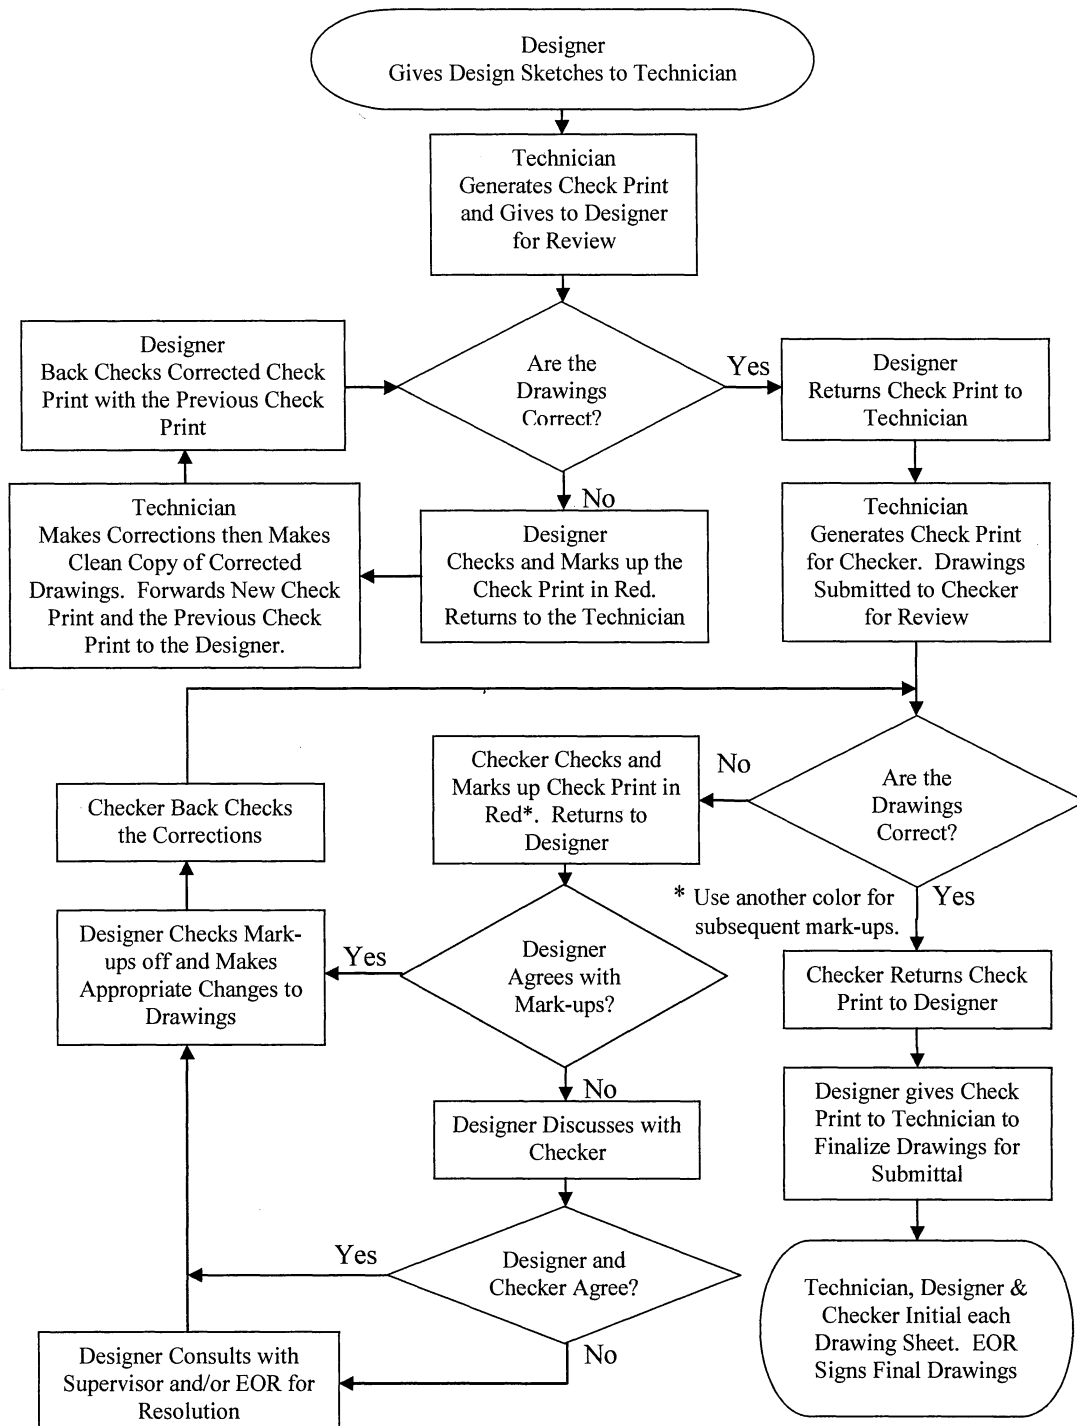 Designer
Gives Design Sketches to Technician
Technician
Generates Check Print
and Gives to Designer
for Review
Designer
Back Checks Corrected Check
Print with the Previous Check
Print
Are the
Drawings
Correct?
Yes
Designer
Returns Check Print to
Technician
No
Technician
Makes Corrections then Makes
Clean Copy of Corrected
Drawings. Forwards New Check
Print and the Previous Check
Print to the Designer.
Designer
Checks and Marks up the
Check Print in Red.
Returns to the Technician
Technician
Generates Check Print
for Checker. Drawings
Submitted to Checker
for Review
Checker Checks and
Marks up Check Print in
Red*. Returns to
Designer
No
Are the
Drawings
Correct?
Checker Back Checks
the Corrections
* Use another color for
subsequent mark-ups.
Yes
Designer Checks Mark-
ups off and Makes
Appropriate Changes to
Drawings
Yes
Designer
Agrees with
Mark-ups?
Checker Returns Check
Print to Designer
No
Designer Discusses with
Checker
Designer gives Check
Print to Technician to
Finalize Drawings for
Submittal
Yes
Designer and
Checker Agree?
Technician, Designer &
Checker Initial each
Drawing Sheet. EOR
Signs Final Drawings
No
Designer Consults with
Supervisor and/or EOR for
Resolution